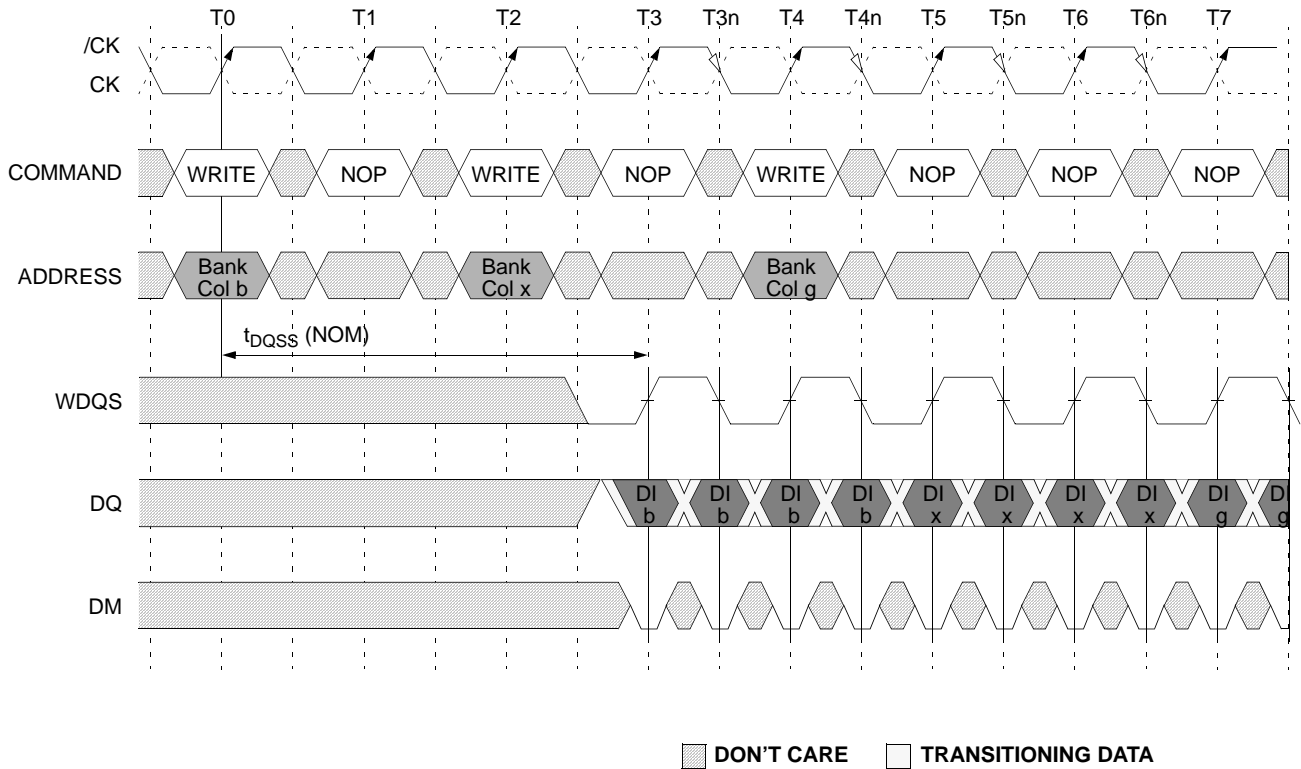 T0 T1 T2 T3 T3n T4 T4n T5 T5n T6 T6n T7
/CK
CK
COMMAND WRITE NOP WRITE NOP WRITE NOP NOP NOP
ADDRESS Bank Col b Bank Col x Bank Col g
tDQSS (NOM)
WDQS
DQ DI b DI b DI b DI b DI x DI x DI x DI x DI g DI g
DM
DON'T CARE TRANSITIONING DATA